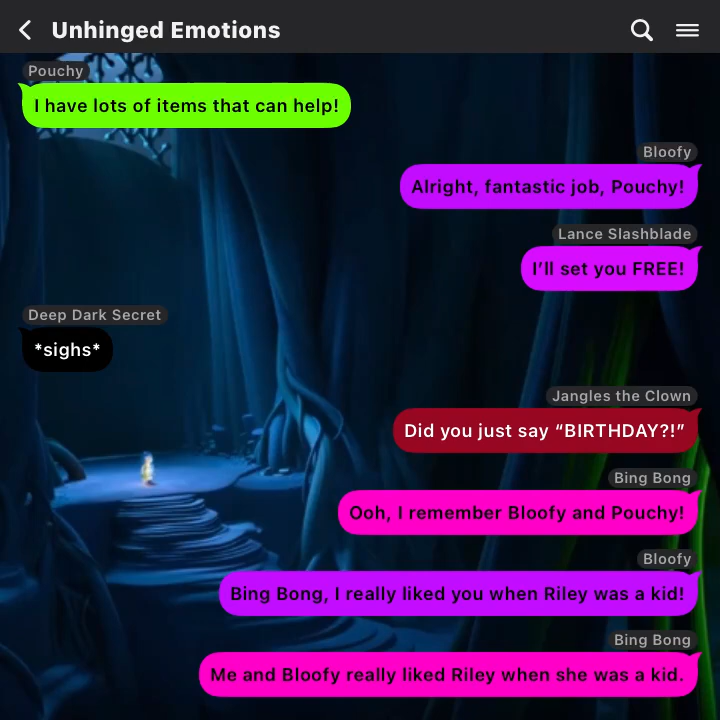 Unhinged Emotions
Pouchy
I have lots of items that can help!
Bloofy
Alright, fantastic job, Pouchy!
Lance Slashblade
I’ll set you FREE!
Deep Dark Secret
*sighs*
Jangles the Clown
Did you just say “BIRTHDAY?!”
Bing Bong
Ooh, I remember Bloofy and Pouchy!
Bloofy
Bing Bong, I really liked you when Riley was a kid!
Bing Bong
Me and Bloofy really liked Riley when she was a kid.